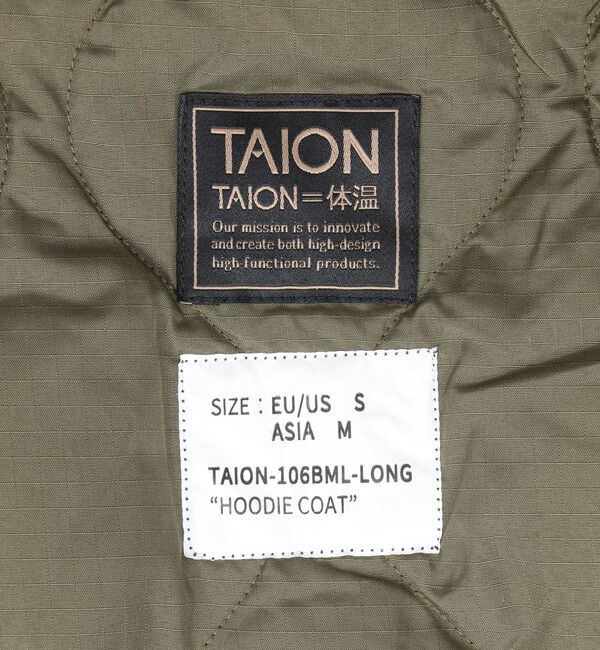 TAION
TAION=体温
Our mission is to innovate
and create both high-design
high-functional products.
SIZE : EU/US S
ASIA M
TAION-106BML-LONG
“HOODIE COAT”